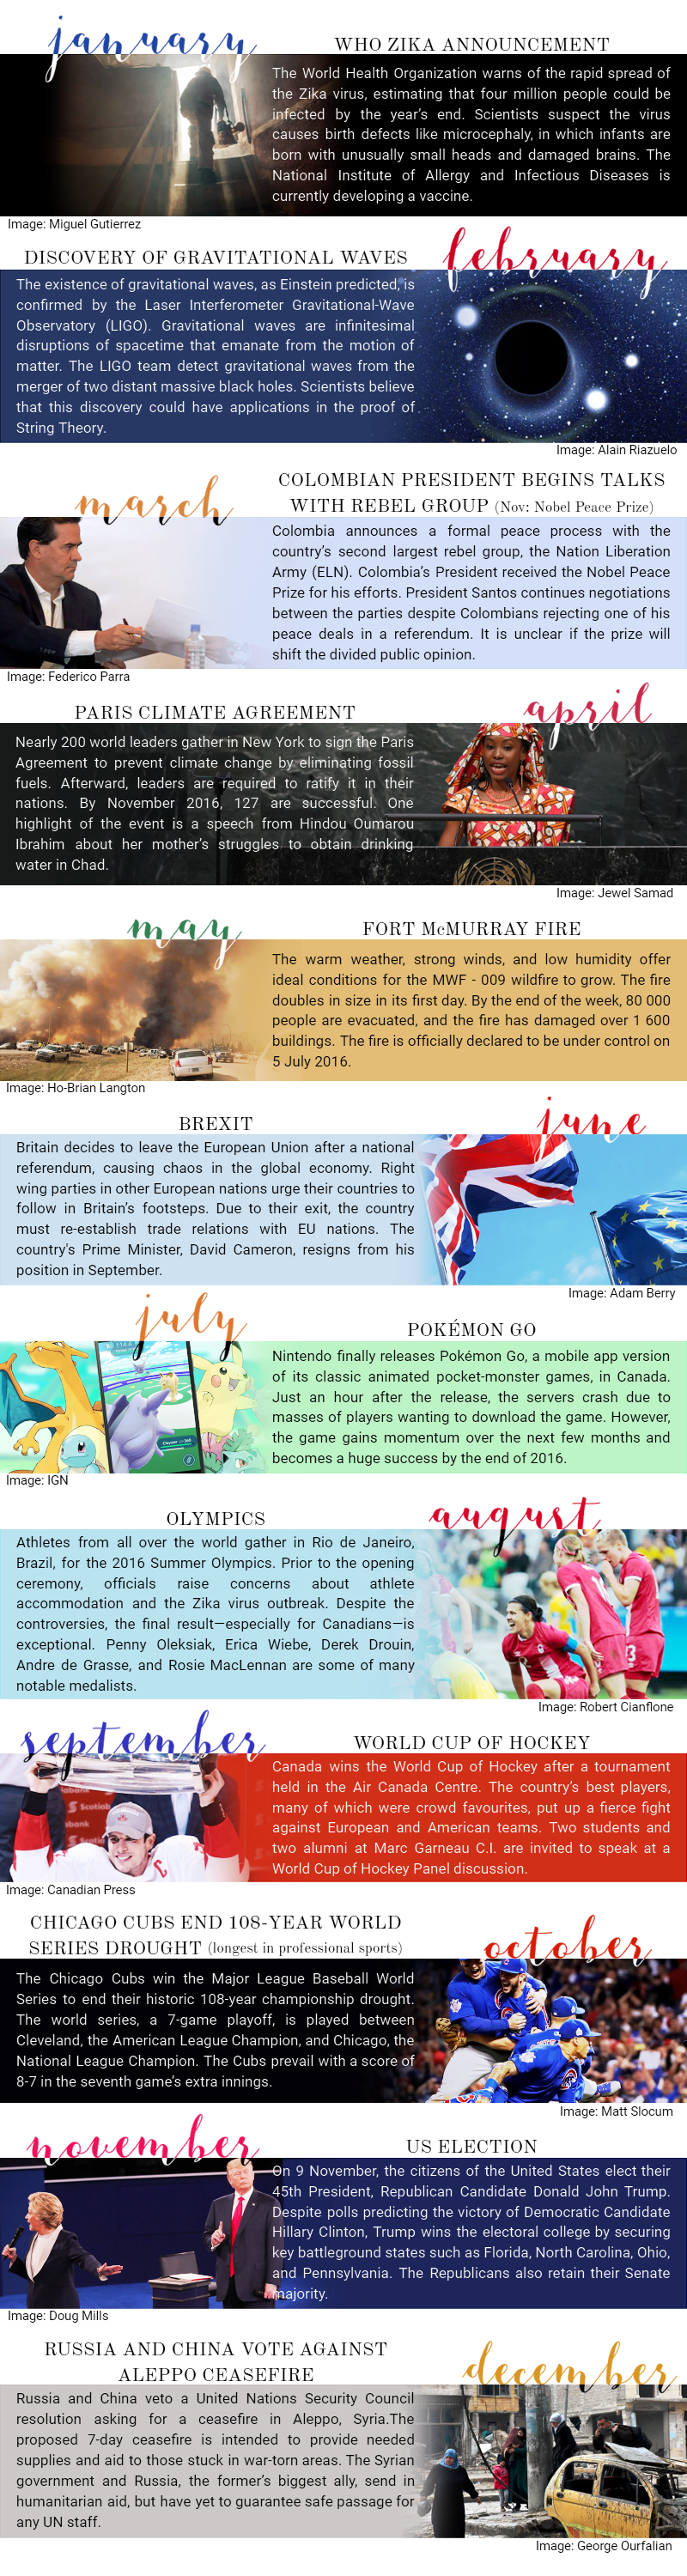 january
WHO ZIKA ANNOUNCEMENT
The World Health Organization warns of the rapid spread of
the Zika virus, estimating that four million people could be
infected by the year's end. Scientists suspect the virus
causes birth defects like microcephaly, in which infants are
born with unusually small heads and damaged brains. The
National Institute of Allergy and Infectious Diseases is
currently developing a vaccine.
Image: Miguel Gutierrez
february
DISCOVERY OF GRAVITATIONAL WAVES
The existence of gravitational waves, as Einstein predicted, is
confirmed by the Laser Interferometer Gravitational-Wave
Observatory (LIGO). Gravitational waves are infinitesimal
disruptions of spacetime that emanate from the motion of
matter. The LIGO team detect gravitational waves from the
merger of two distant massive black holes. Scientists believe
that this discovery could have applications in the proof of
String Theory.
Image: Alain Riazuelo
march
COLOMBIAN PRESIDENT BEGINS TALKS
WITH REBEL GROUP (Nov: Nobel Peace Prize)
Colombia announces a formal peace process with the
country's second largest rebel group, the Nation Liberation
Army (ELN). Colombia's President received the Nobel Peace
Prize for his efforts. President Santos continues negotiations
between the parties despite Colombians rejecting one of his
peace deals in a referendum. It is unclear if the prize will
shift the divided public opinion.
Image: Federico Parra
april
PARIS CLIMATE AGREEMENT
Nearly 200 world leaders gather in New York to sign the Paris
Agreement to prevent climate change by eliminating fossil
fuels. Afterward, leaders are required to ratify it in their
nations. By November 2016, 127 are successful. One
highlight of the event is a speech from Hindou Oumarou
Ibrahim about her mother's struggles to obtain drinking
water in Chad.
Image: Jewel Samad
may
FORT McMURRAY FIRE
The warm weather, strong winds, and low humidity offer
ideal conditions for the MWF - 009 wildfire to grow. The fire
doubles in size in its first day. By the end of the week, 80 000
people are evacuated, and the fire has damaged over 1 600
buildings. The fire is officially declared to be under control on
5 July 2016.
Image: Ho-Brian Langton
june
BREXIT
Britain decides to leave the European Union after a national
referendum, causing chaos in the global economy. Right
wing parties in other European nations urge their countries to
follow in Britain's footsteps. Due to their exit, the country
must re-establish trade relations with EU nations. The
country's Prime Minister, David Cameron, resigns from his
position in September.
Image: Adam Berry
july
POKÉMON GO
Nintendo finally releases Pokémon Go, a mobile app version
of its classic animated pocket-monster games, in Canada.
Just an hour after the release, the servers crash due to
masses of players wanting to download the game. However,
the game gains momentum over the next few months and
becomes a huge success by the end of 2016.
Image: IGN
august
OLYMPICS
Athletes from all over the world gather in Rio de Janeiro,
Brazil, for the 2016 Summer Olympics. Prior to the opening
ceremony, officials raise concerns about athlete
accommodation and the Zika virus outbreak. Despite the
controversies, the final result—especially for Canadians—is
exceptional. Penny Oleksiak, Erica Wiebe, Derek Drouin,
Andre de Grasse, and Rosie MacLennan are some of many
notable medalists.
Image: Robert Cianflone
september
WORLD CUP OF HOCKEY
Canada wins the World Cup of Hockey after a tournament
held in the Air Canada Centre. The country's best players,
many of which were crowd favourites, put up a fierce fight
against European and American teams. Two students and
two alumni at Marc Garneau C.I. are invited to speak at a
World Cup of Hockey Panel discussion.
Scotiab
Image: Canadian Press
october
CHICAGO CUBS END 108-YEAR WORLD
SERIES DROUGHT (longest in professional sports)
The Chicago Cubs win the Major League Baseball World
Series to end their historic 108-year championship drought.
The world series, a 7-game playoff, is played between
Cleveland, the American League Champion, and Chicago, the
National League Champion. The Cubs prevail with a score of
8-7 in the seventh game's extra innings.
Image: Matt Slocum
november
US ELECTION
On 9 November, the citizens of the United States elect their
45th President, Republican Candidate Donald John Trump.
Despite polls predicting the victory of Democratic Candidate
Hillary Clinton, Trump wins the electoral college by securing
key battleground states such as Florida, North Carolina, Ohio,
and Pennsylvania. The Republicans also retain their Senate
majority.
Image: Doug Mills
december
RUSSIA AND CHINA VOTE AGAINST
ALEPPO CEASEFIRE
Russia and China veto a United Nations Security Council
resolution asking for a ceasefire in Aleppo, Syria.The
proposed 7-day ceasefire is intended to provide needed
supplies and aid to those stuck in war-torn areas. The Syrian
government and Russia, the former's biggest ally, send in
humanitarian aid, but have yet to guarantee safe passage for
any UN staff.
Image: George Ourfalian